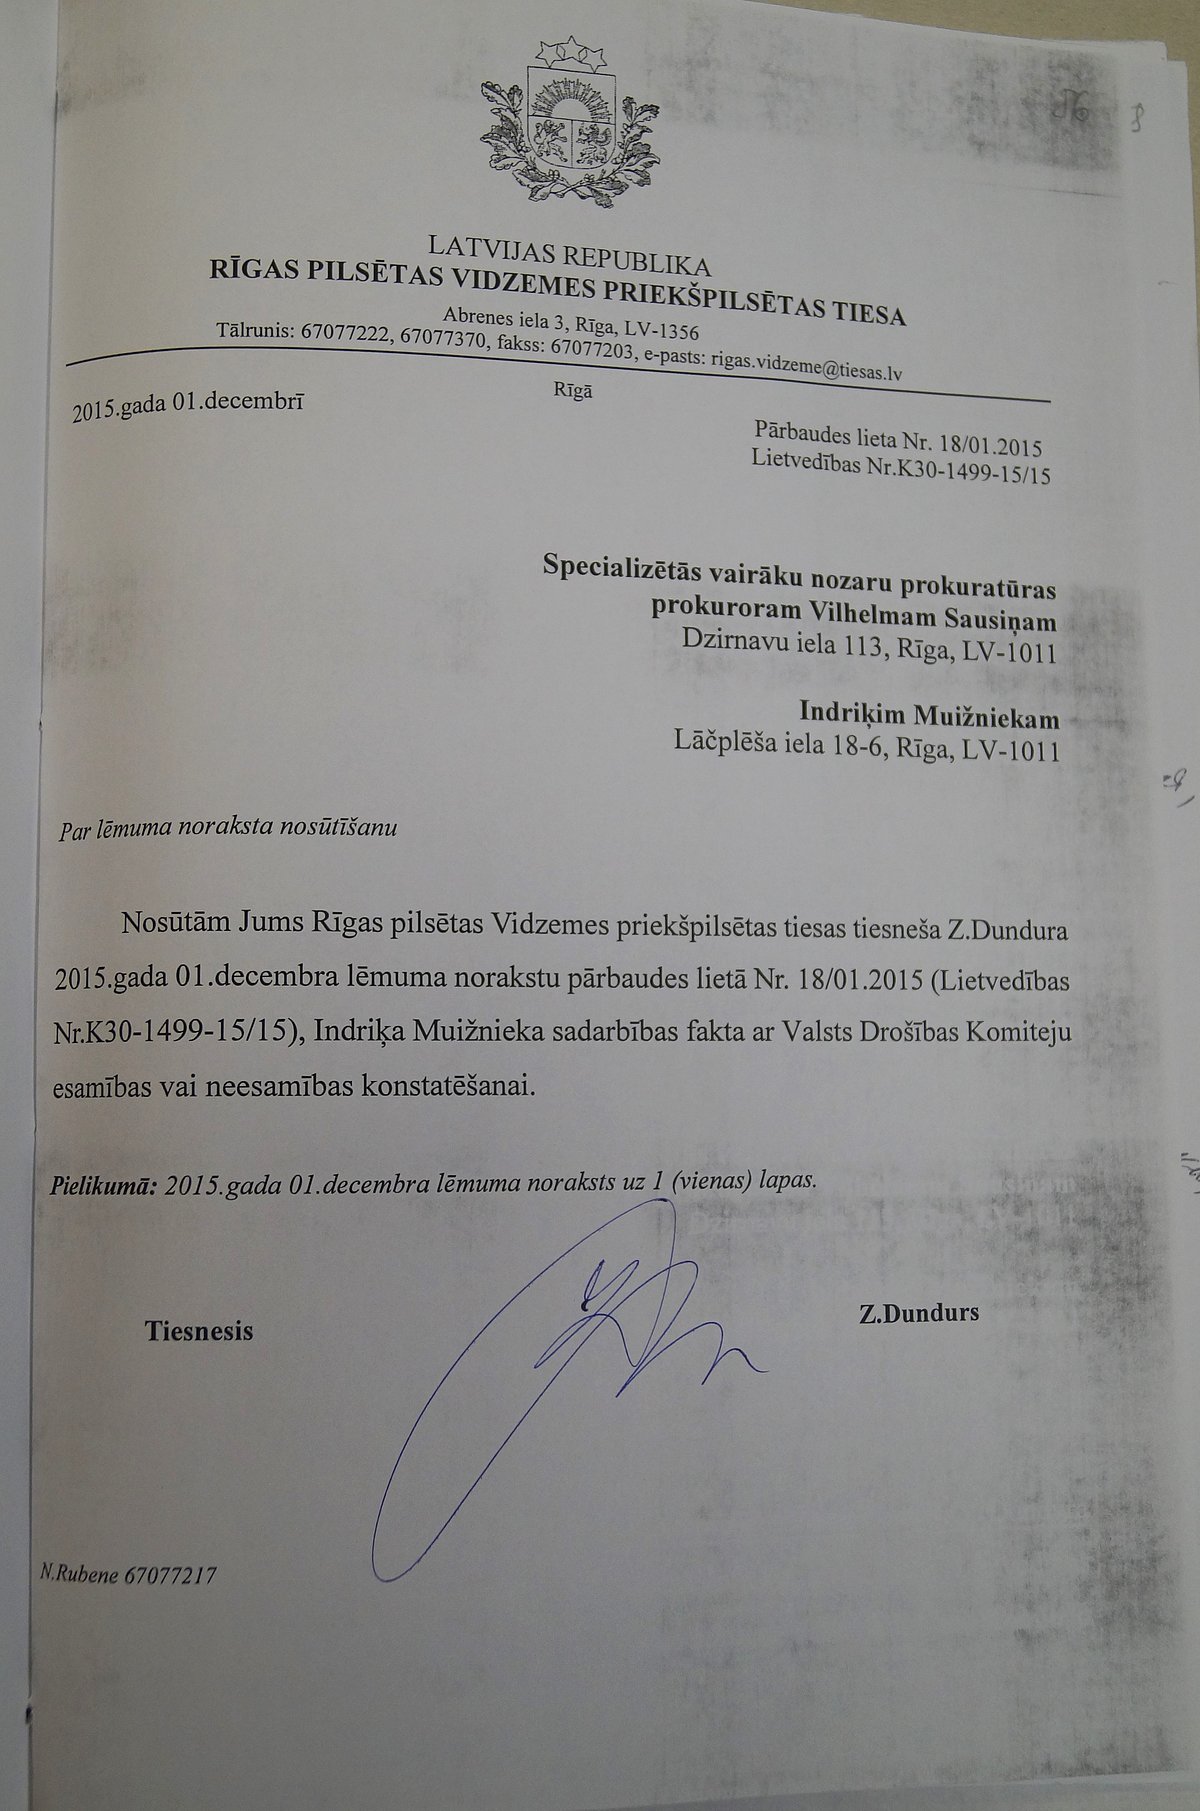 LATVIJAS REPUBLIKA
RĪGAS PILSĒTAS VIDZEMES PRIEKŠPILSĒTAS TIESA
Abrenes iela 3, Rīga, LV-1356
Tālrunis: 67077222, 67077370, fakss: 67077203, e-pasts: rigas.vidzeme@tiesas.lv
Rīgā
2015.gada 01.decembrī
Pārbaudes lieta Nr. 18/01.2015
Lietvedības Nr.K30-1499-15/15
Specializētās vairāku nozaru prokuratūras
prokuroram Vilhelmam Sausiņam
Dzirnavu iela 113, Rīga, LV-1011
Indriķim Muižniekam
Lāčplēša iela 18-6, Rīga, LV-1011
Par lēmuma noraksta nosūtīšanu
Nosūtām Jums Rīgas pilsētas Vidzemes priekšpilsētas tiesas tiesneša Z.Dundura
2015.gada 01.decembra lēmuma norakstu pārbaudes lietā Nr. 18/01.2015 (Lietvedības
Nr.K30-1499-15/15), Indriķa Muižnieka sadarbības fakta ar Valsts Drošības Komiteju
esamības vai neesamības konstatēšanai.
Pielikumā: 2015.gada 01.decembra lēmuma noraksts uz 1 (vienas) lapas.
Tiesnesis
Z.Dundurs
N.Rubene 67077217